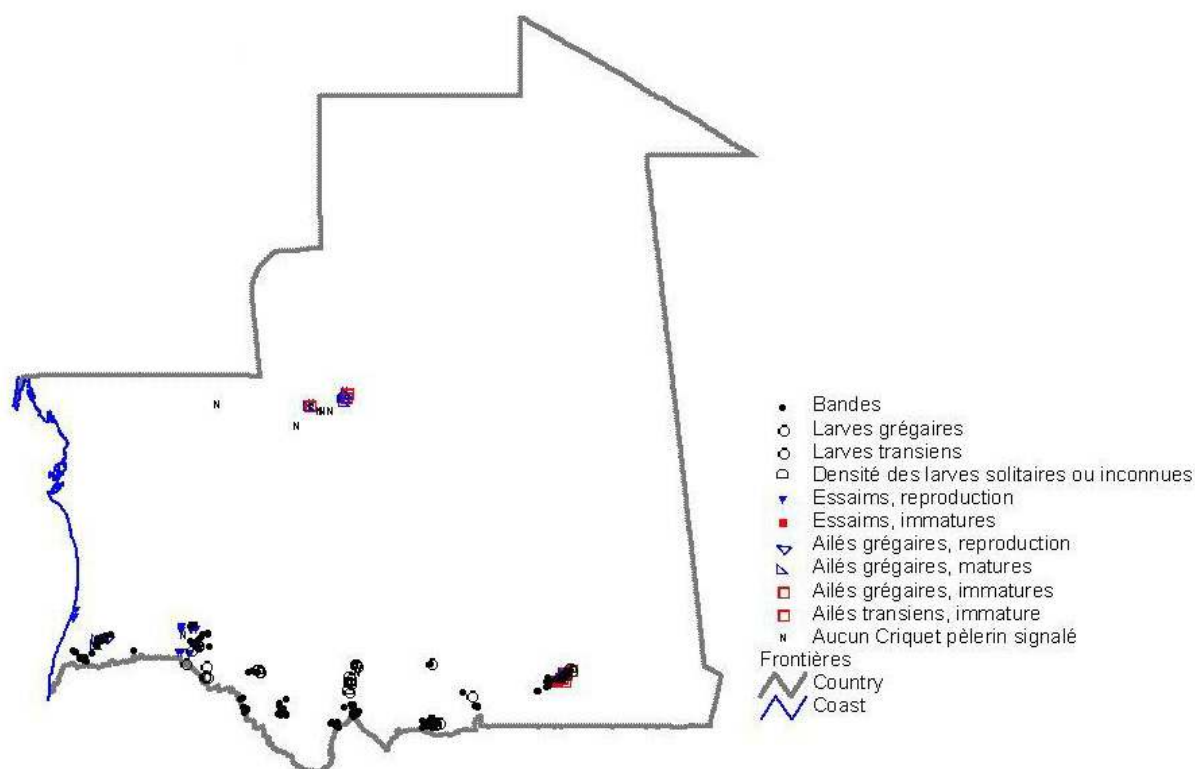 N
N
N N
N
Bandes
Larves grégaires
Larves transiens
Densité des larves solitaires ou inconnues
Essaims, reproduction
Essaims, immatures
Ailés grégaires, reproduction
Ailés grégaires, matures
Ailés grégaires, immatures
Ailés transiens, immature
N Aucun Criquet pèlerin signalé
Frontières
Country
Coast